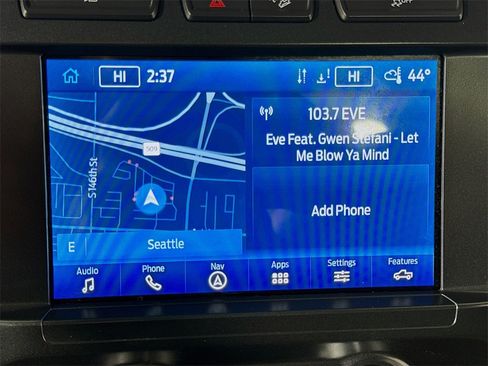 HI 2:37 HI 44°
103.7 EVE
Eve Feat. Gwen Stefani - Let
Me Blow Ya Mind
509
S 146th St
Add Phone
E Seattle
Audio Phone Nav Apps Settings Features